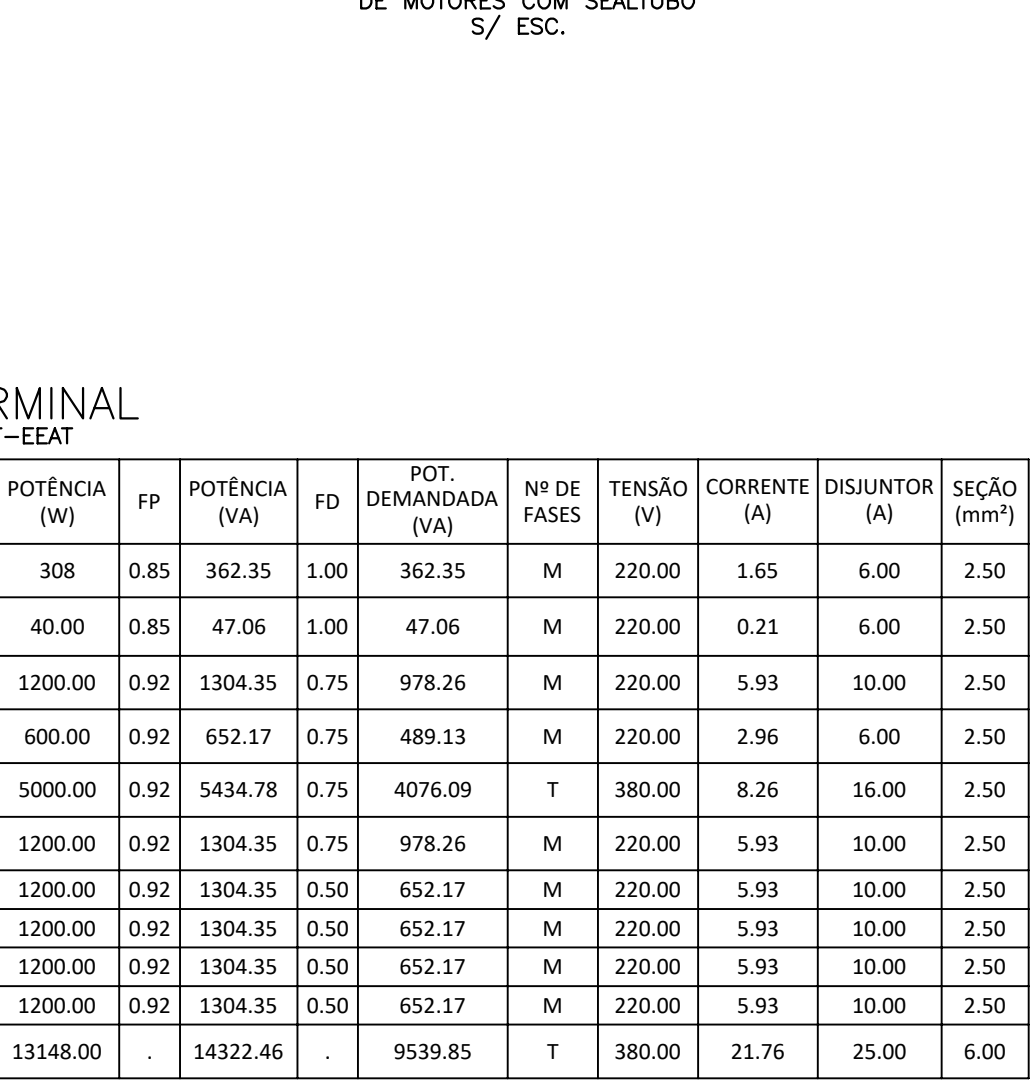 DE MOTORES COM SEALTUBO
S/ ESC.
RMINAL
T-EEAT
POTÊNCIA (W) FP POTÊNCIA (VA) FD POT. DEMANDADA (VA) Nº DE FASES TENSÃO (V) CORRENTE (A) DISJUNTOR (A) SEÇÃO (mm²)
308 0.85 362.35 1.00 362.35 M 220.00 1.65 6.00 2.50
40.00 0.85 47.06 1.00 47.06 M 220.00 0.21 6.00 2.50
1200.00 0.92 1304.35 0.75 978.26 M 220.00 5.93 10.00 2.50
600.00 0.92 652.17 0.75 489.13 M 220.00 2.96 6.00 2.50
5000.00 0.92 5434.78 0.75 4076.09 T 380.00 8.26 16.00 2.50
1200.00 0.92 1304.35 0.75 978.26 M 220.00 5.93 10.00 2.50
1200.00 0.92 1304.35 0.50 652.17 M 220.00 5.93 10.00 2.50
1200.00 0.92 1304.35 0.50 652.17 M 220.00 5.93 10.00 2.50
1200.00 0.92 1304.35 0.50 652.17 M 220.00 5.93 10.00 2.50
1200.00 0.92 1304.35 0.50 652.17 M 220.00 5.93 10.00 2.50
13148.00 . 14322.46 . 9539.85 T 380.00 21.76 25.00 6.00